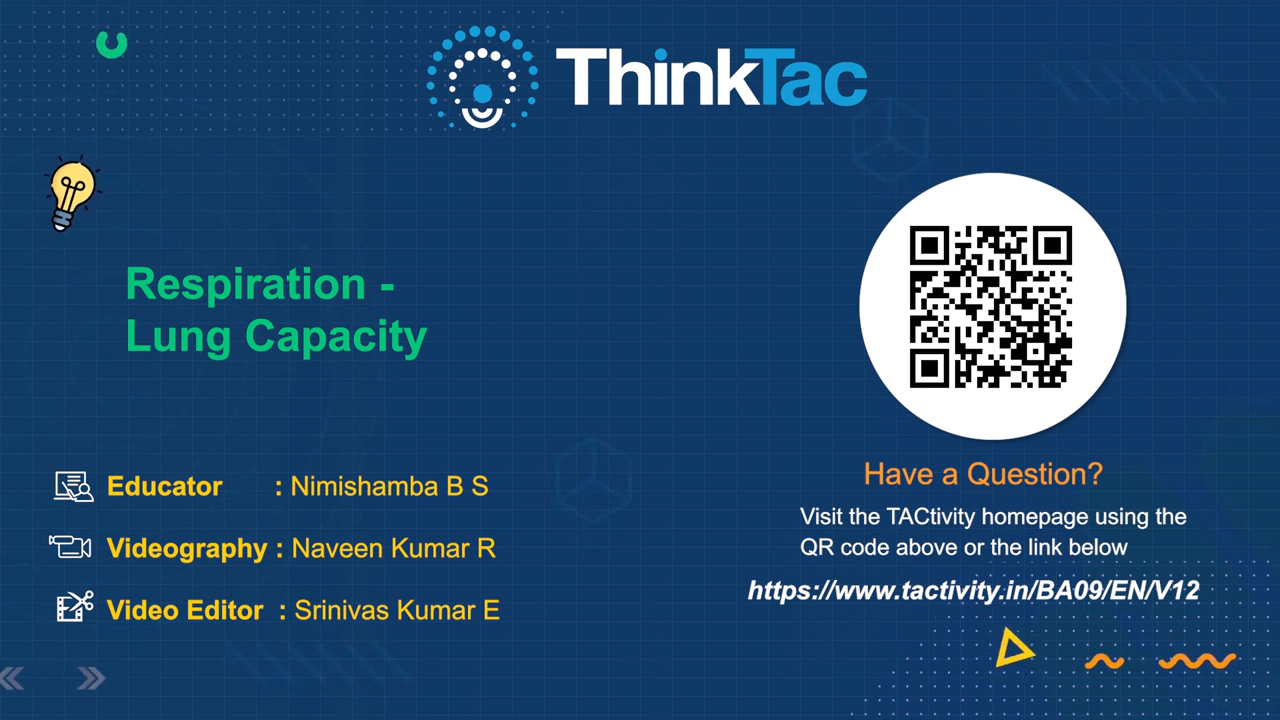 ThinkTac
Respiration -
Lung Capacity
Educator : Nimishamba B S
Videography : Naveen Kumar R
Video Editor : Srinivas Kumar E
Have a Question?
Visit the TACtivity homepage using the
QR code above or the link below
https://www.tactivity.in/BA09/EN/V12